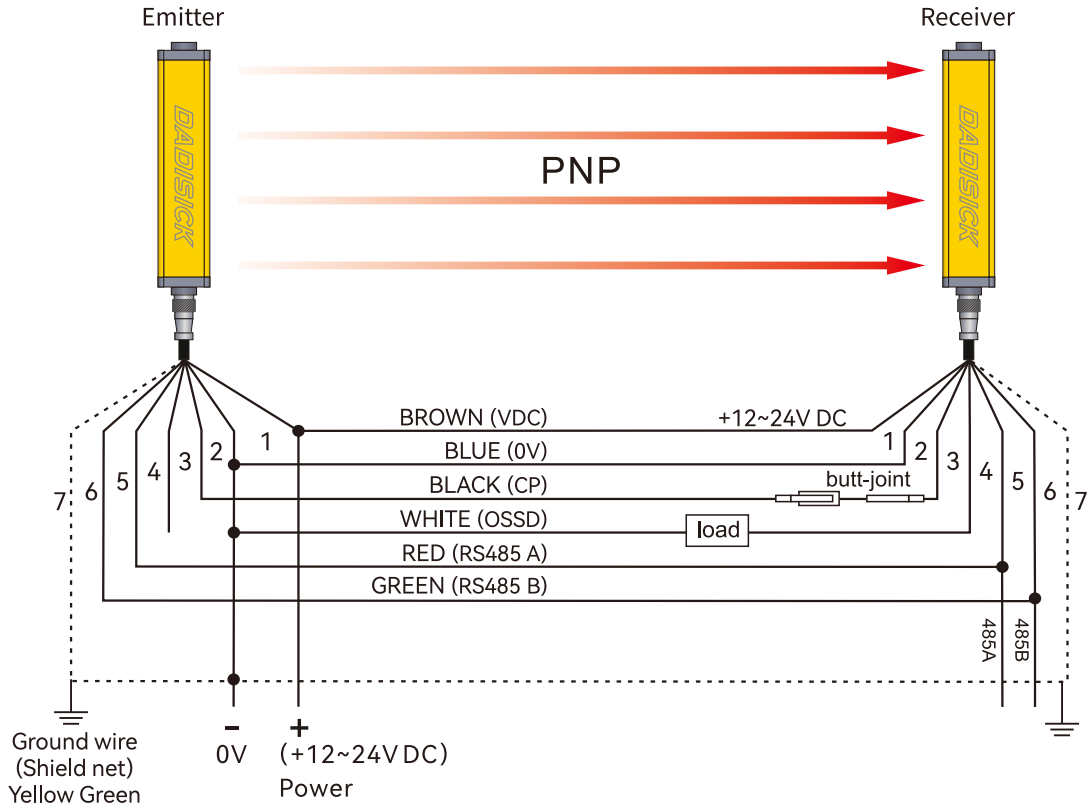 Emitter
Receiver
DADISICK
DADISICK
PNP
BROWN (VDC)
+12~24V DC
1
1
BLUE (0V)
2
2
3
3
4
4
5
5
6
6
7
7
BLACK (CP)
butt-joint
WHITE (OSSD)
load
RED (RS485 A)
GREEN (RS485 B)
485A
485B
-
+
0V
(+12~24V DC)
Power
Ground wire
(Shield net)
Yellow Green